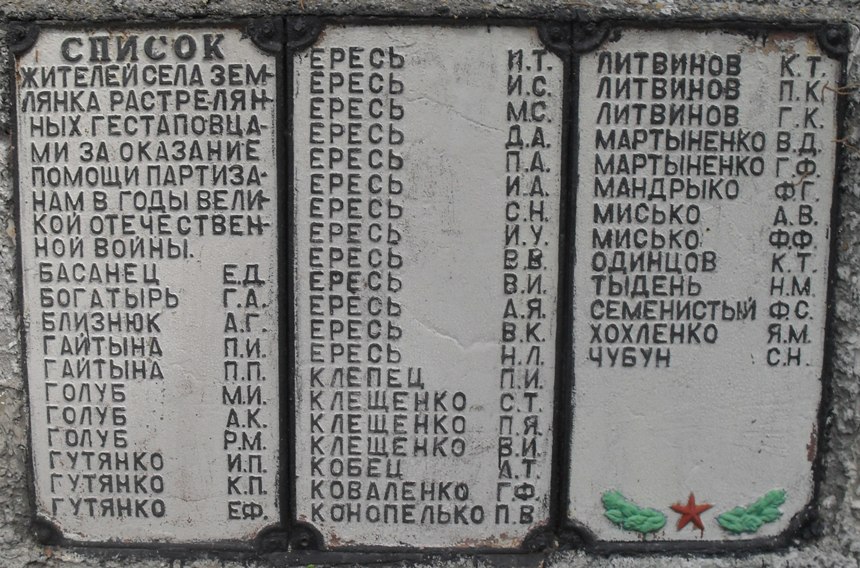 СПИСОК
ЖИТЕЛЕЙ СЕЛА ЗЕМ-
ЛЯНКА РАСТРЕЛЯН-
НЫХ ГЕСТАПОВЦА-
МИ ЗА ОКАЗАНИЕ
ПОМОЩИ ПАРТИЗА-
НАМ В ГОДЫ ВЕЛИ-
КОЙ ОТЕЧЕСТВЕН-
НОЙ ВОЙНЫ.
БАСАНЕЦ Е.Д.
БОГАТЫРЬ Г.А.
БЛИЗНЮК А.Г.
ГАЙТЫНА П.И.
ГАЙТЫНА П.П.
ГОЛУБ М.И.
ГОЛУБ А.К.
ГОЛУБ Р.М.
ГУТЯНКО И.П.
ГУТЯНКО К.П.
ГУТЯНКО Е.Ф.
ЕРЕСЬ И.Т.
ЕРЕСЬ И.С.
ЕРЕСЬ М.С.
ЕРЕСЬ Д.А.
ЕРЕСЬ П.А.
ЕРЕСЬ И.А.
ЕРЕСЬ С.Н.
ЕРЕСЬ И.У.
ЕРЕСЬ В.В.
ЕРЕСЬ В.И.
ЕРЕСЬ А.Я.
ЕРЕСЬ В.К.
ЕРЕСЬ Н.Л.
КЛЕПЕЦ П.И.
КЛЕЩЕНКО С.Т.
КЛЕЩЕНКО П.Я.
КЛЕЩЕНКО В.И.
КОБЕЦ А.Т.
КОВАЛЕНКО Г.Ф.
КОНОПЕЛЬКО П.В.
ЛИТВИНОВ К.Т.
ЛИТВИНОВ П.К.
ЛИТВИНОВ Г.К.
МАРТЫНЕНКО В.Д.
МАРТЫНЕНКО Г.Ф.
МАНДРЫКО Ф.Г.
МИСЬКО А.В.
МИСЬКО Ф.Ф.
ОДИНЦОВ К.Т.
ТЫДЕНЬ Н.М.
СЕМЕНИСТЫЙ Ф.С.
ХОХЛЕНКО Я.М.
ЧУБУН С.Н.